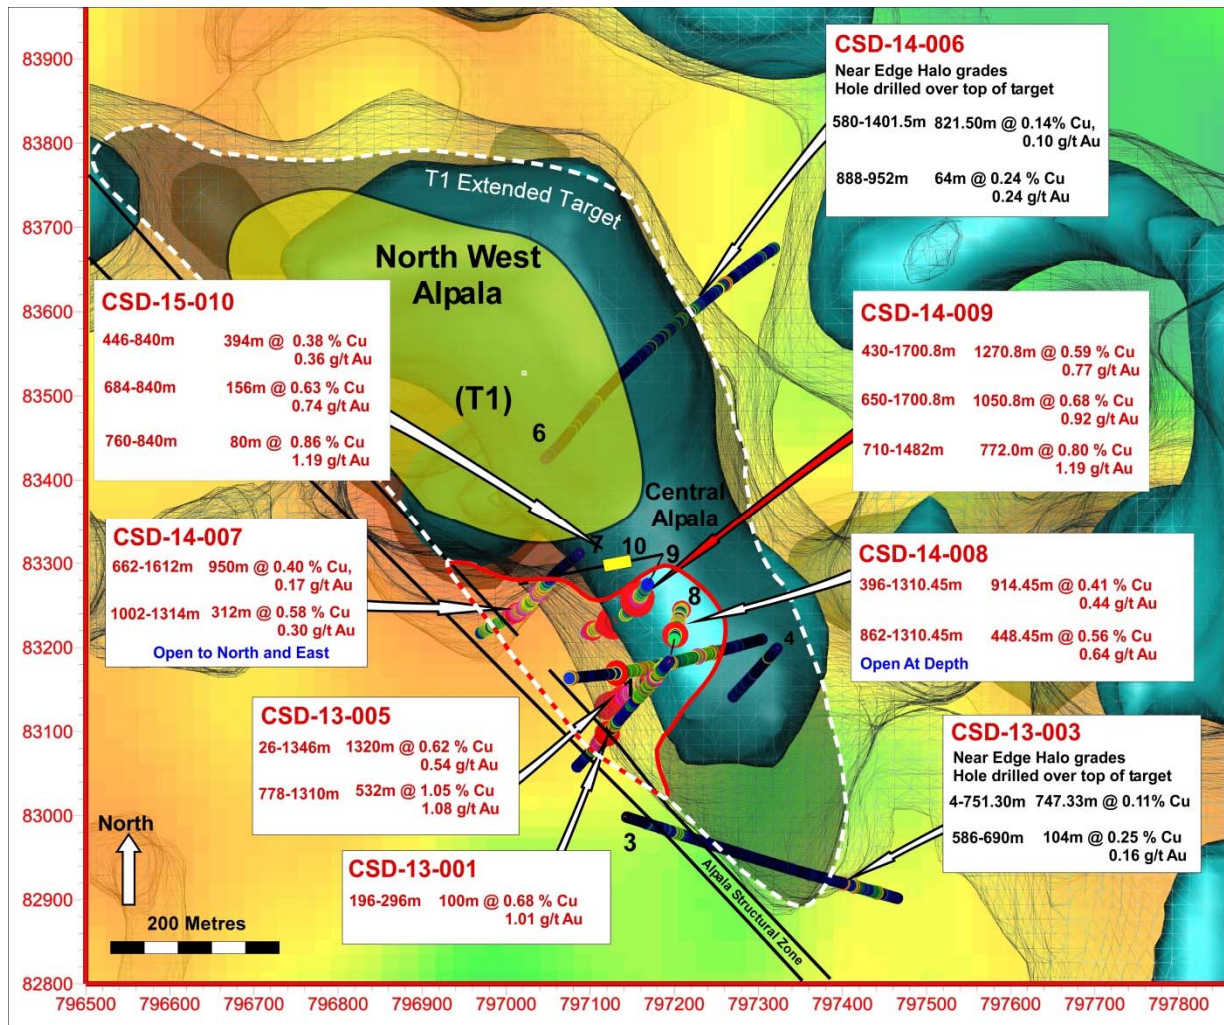 83900
83800
83700
83600
83500
83400
83300
83200
83100
83000
82900
82800
796500
796600
796700
796800
796900
797000
797100
797200
797300
797400
797500
797600
797700
797800
CSD-14-006
Near Edge Halo grades
Hole drilled over top of target
580-1401.5m 821.50m @ 0.14% Cu,
0.10 g/t Au
888-952m 64m @ 0.24 % Cu
0.24 g/t Au
T1 Extended Target
North West
Alpala
(T1)
6
CSD-15-010
446-840m 394m @ 0.38 % Cu
0.36 g/t Au
684-840m 156m @ 0.63 % Cu
0.74 g/t Au
760-840m 80m @ 0.86 % Cu
1.19 g/t Au
CSD-14-009
430-1700.8m 1270.8m @ 0.59 % Cu
0.77 g/t Au
650-1700.8m 1050.8m @ 0.68 % Cu
0.92 g/t Au
710-1482m 772.0m @ 0.80 % Cu
1.19 g/t Au
Central
Alpala
7
10
9
8
4
1
CSD-14-007
662-1612m 950m @ 0.40 % Cu,
0.17 g/t Au
1002-1314m 312m @ 0.58 % Cu
0.30 g/t Au
Open to North and East
CSD-14-008
396-1310.45m 914.45m @ 0.41 % Cu
0.44 g/t Au
862-1310.45m 448.45m @ 0.56 % Cu
0.64 g/t Au
Open At Depth
CSD-13-005
26-1346m 1320m @ 0.62 % Cu
0.54 g/t Au
778-1310m 532m @ 1.05 % Cu
1.08 g/t Au
CSD-13-003
Near Edge Halo grades
Hole drilled over top of target
4-751.30m 747.33m @ 0.11% Cu
586-690m 104m @ 0.25 % Cu
0.16 g/t Au
3
CSD-13-001
196-296m 100m @ 0.68 % Cu
1.01 g/t Au
Alpala Structural Zone
North
200 Metres